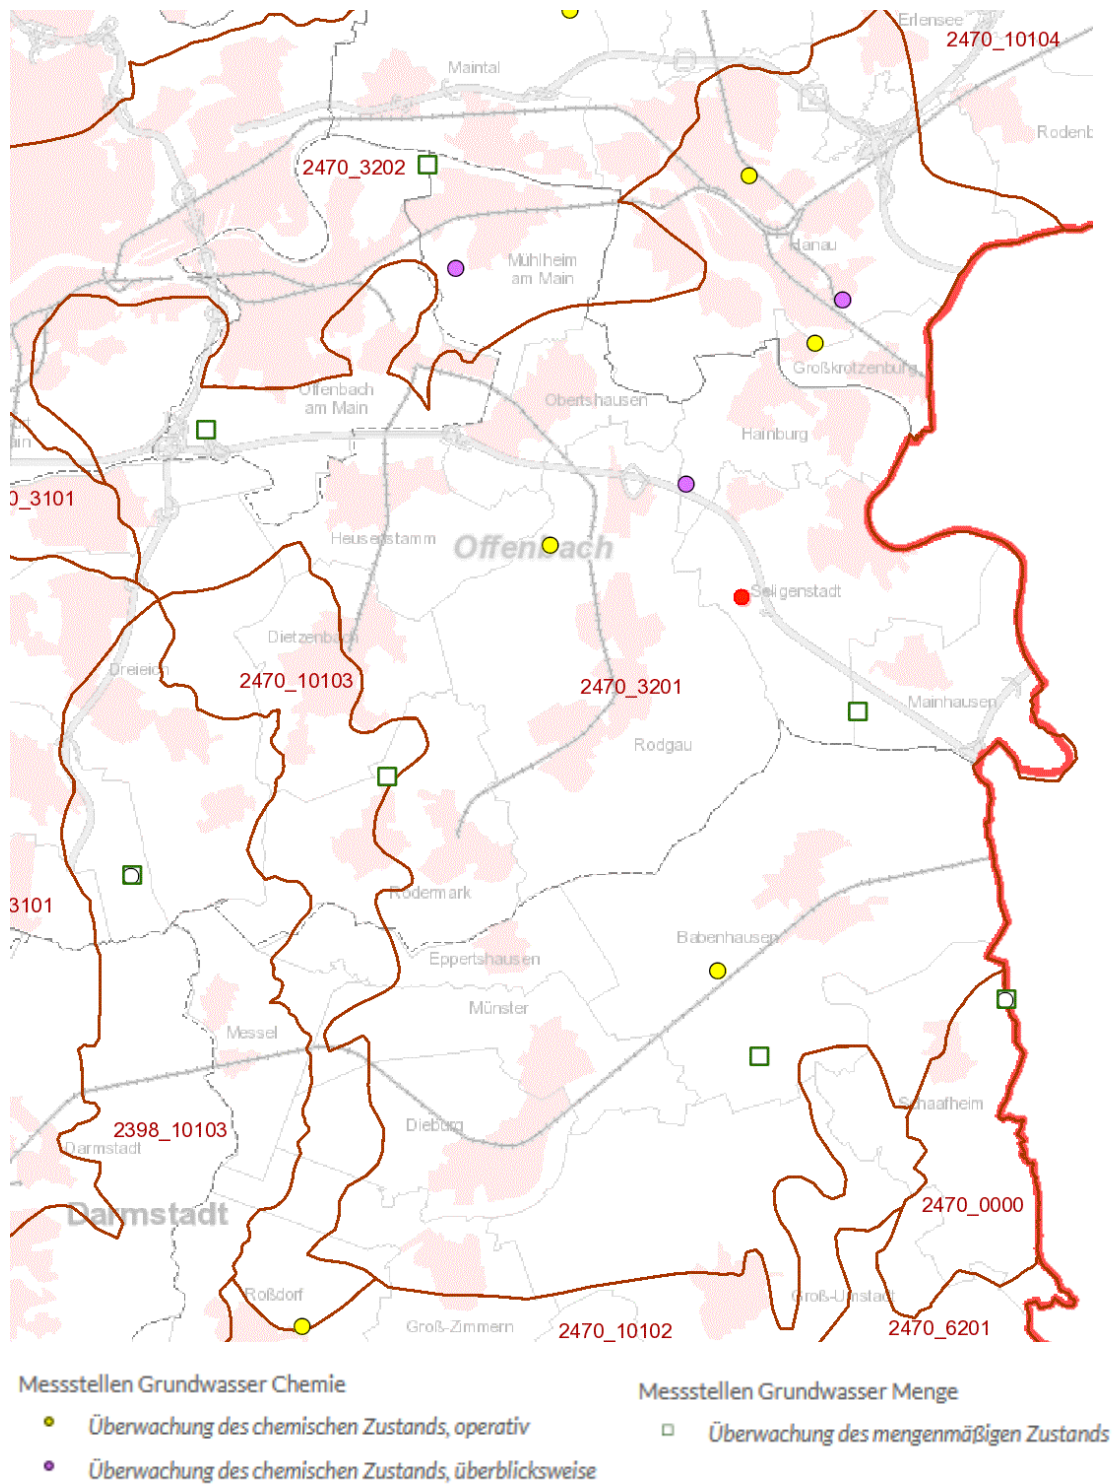 Erlensee
2470_10104
Maintal
Rodenb
2470_3202
Hanau
Mühlheim
am Main
Großkrotzenburg
Offenbach
am Main
Obertshausen
Hainburg
0_3101
Heusenstamm
Offenbach
Seligenstadt
Dietzenbach
Dreieich
2470_10103
2470_3201
Mainhausen
Rodgau
Rödermark
3101
Babenhausen
Eppertshausen
Münster
Messel
Schaafheim
Dieburg
2398_10103
Darmstadt
2470_0000
Darmstadt
Roßdorf
Groß-Umstadt
Groß-Zimmern
2470_10102
2470_6201
Messstellen Grundwasser Chemie
Überwachung des chemischen Zustands, operativ
Überwachung des chemischen Zustands, überblicksweise
Messstellen Grundwasser Menge
Überwachung des mengenmäßigen Zustands